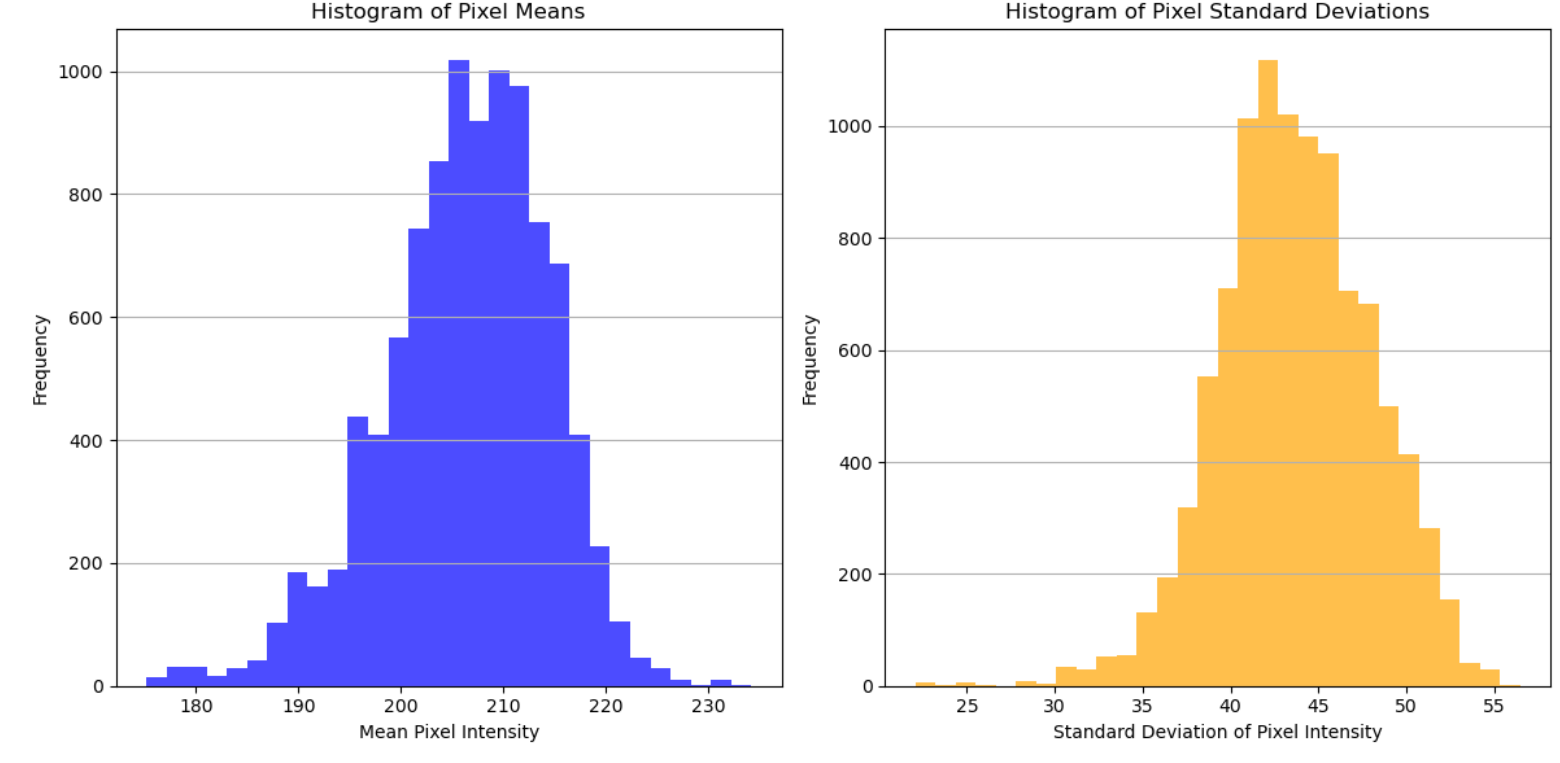 Histogram of Pixel Means
1000
800
600
400
200
0
Frequency
180 190 200 210 220 230
Mean Pixel Intensity
Histogram of Pixel Standard Deviations
1000
800
600
400
200
0
Frequency
25 30 35 40 45 50 55
Standard Deviation of Pixel Intensity